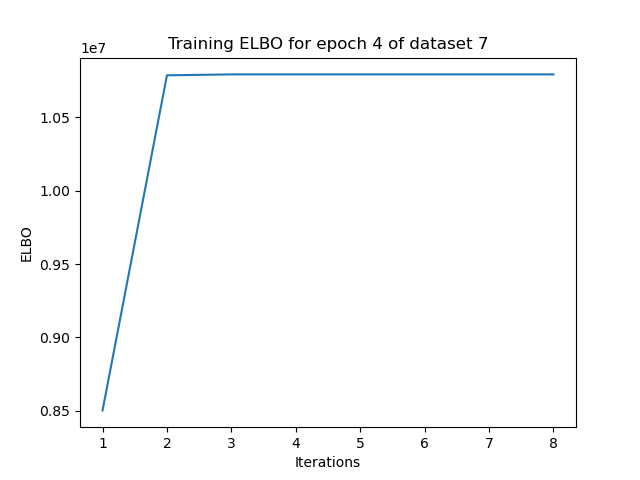 Training ELBO for epoch 4 of dataset 7
1e7
1.05
1.00
0.95
0.90
0.85
ELBO
1 2 3 4 5 6 7 8
Iterations